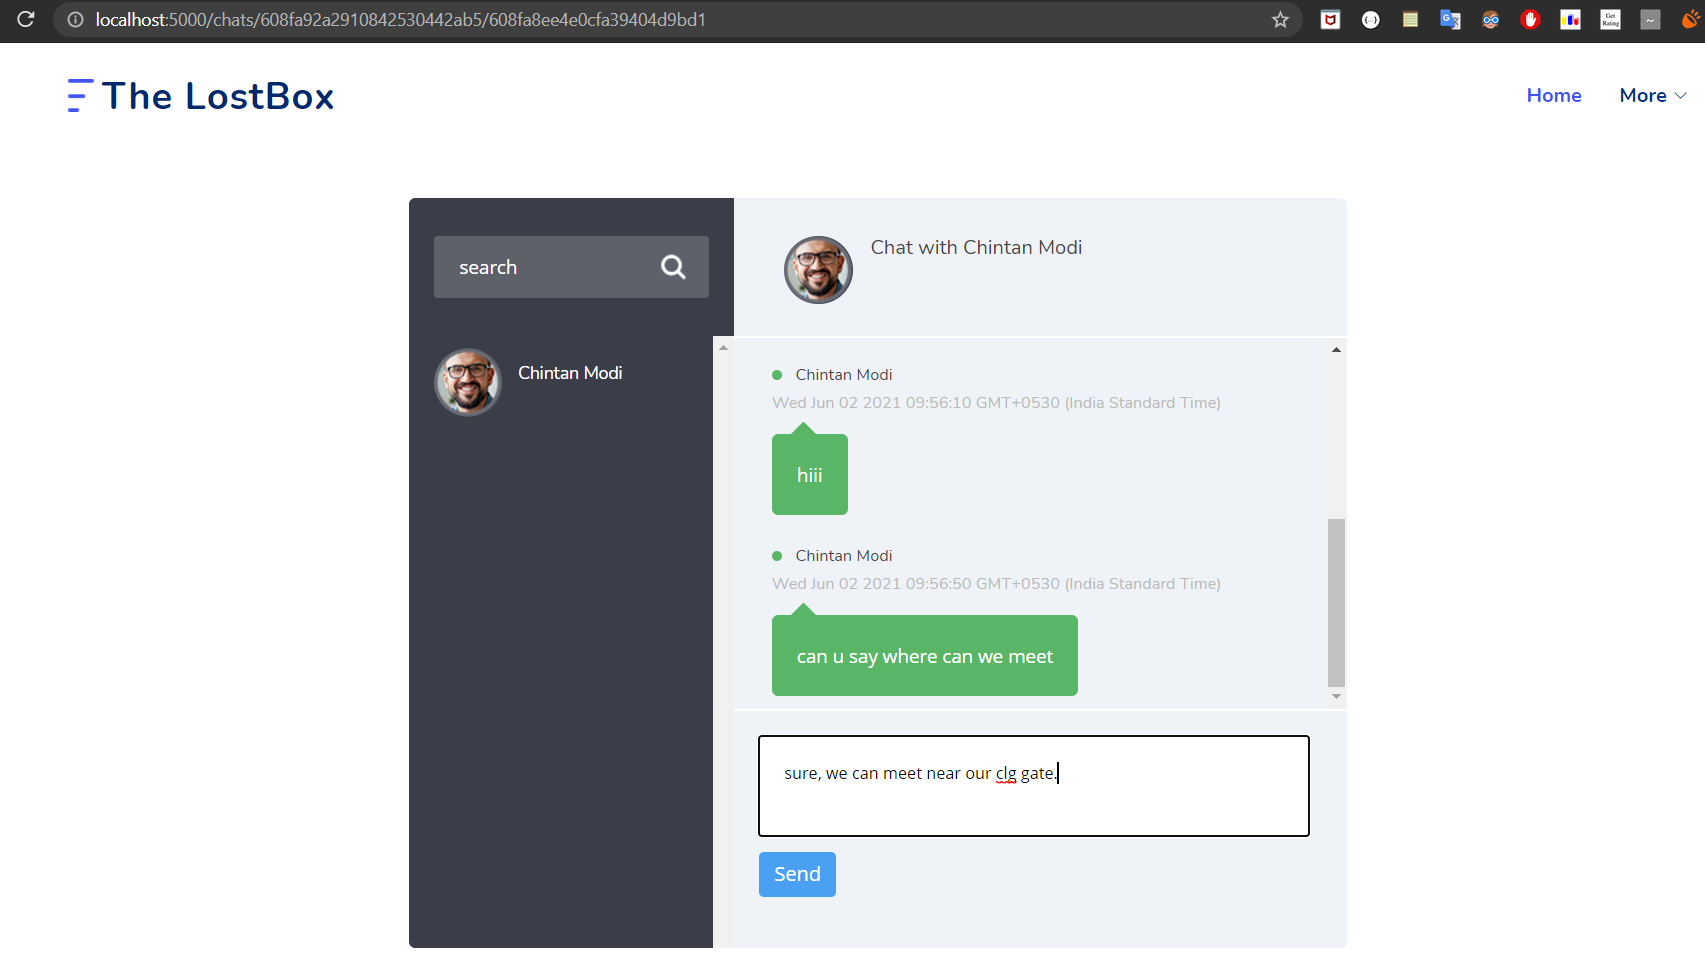 localhost:5000/chats/608fa92a2910842530442ab5/608fa8ee4e0cfa39404d9bd1
Get
Rating
The LostBox
Home
More
search
Chat with Chintan Modi
Chintan Modi
Chintan Modi
Wed Jun 02 2021 09:56:10 GMT+0530 (India Standard Time)
hiii
Chintan Modi
Wed Jun 02 2021 09:56:50 GMT+0530 (India Standard Time)
can u say where can we meet
sure, we can meet near our clg gate.
Send